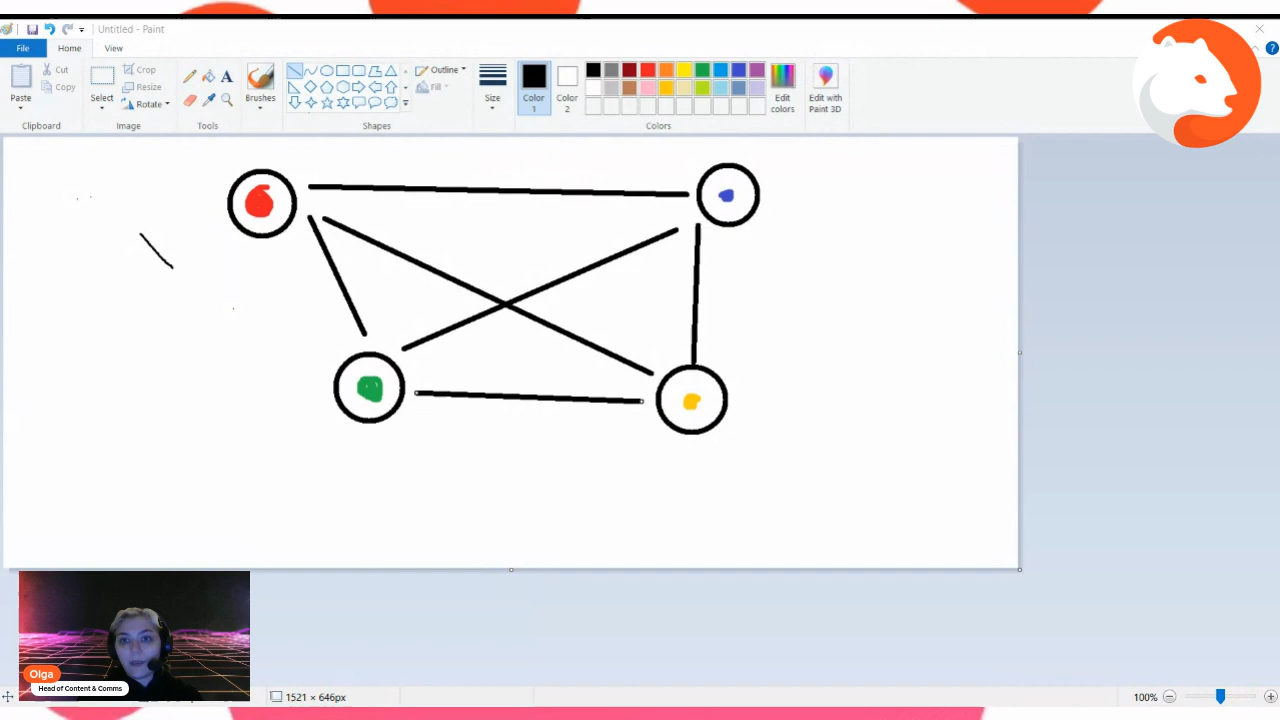 Untitled - Paint
File Home View
Paste
Cut
Copy
Clipboard
Select
Crop
Resize
Rotate
Image
A
Tools
Brushes
Outline
Fill
Shapes
Size
Color
1
Color
2
Edit
colors
Edit with
Paint 3D
Colors
Olga
Head of Content & Comms
1521 × 646px
100%